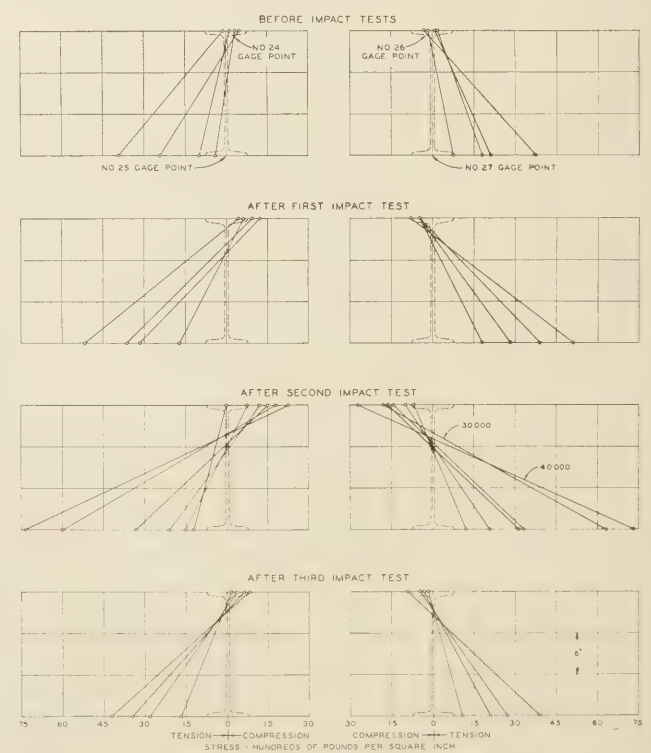 BEFORE IMPACT TESTS
NO 24
GAGE POINT
NO 26
GAGE POINT
NO 25 GAGE POINT
NO 27 GAGE POINT
AFTER FIRST IMPACT TEST
AFTER SECOND IMPACT TEST
30 000
40 000
AFTER THIRD IMPACT TEST
6"
75 60 45 30 15 0 15 30
30 15 0 15 30 45 60 75
TENSION COMPRESSION
COMPRESSION TENSION
STRESS - HUNDREDS OF POUNDS PER SQUARE INCH